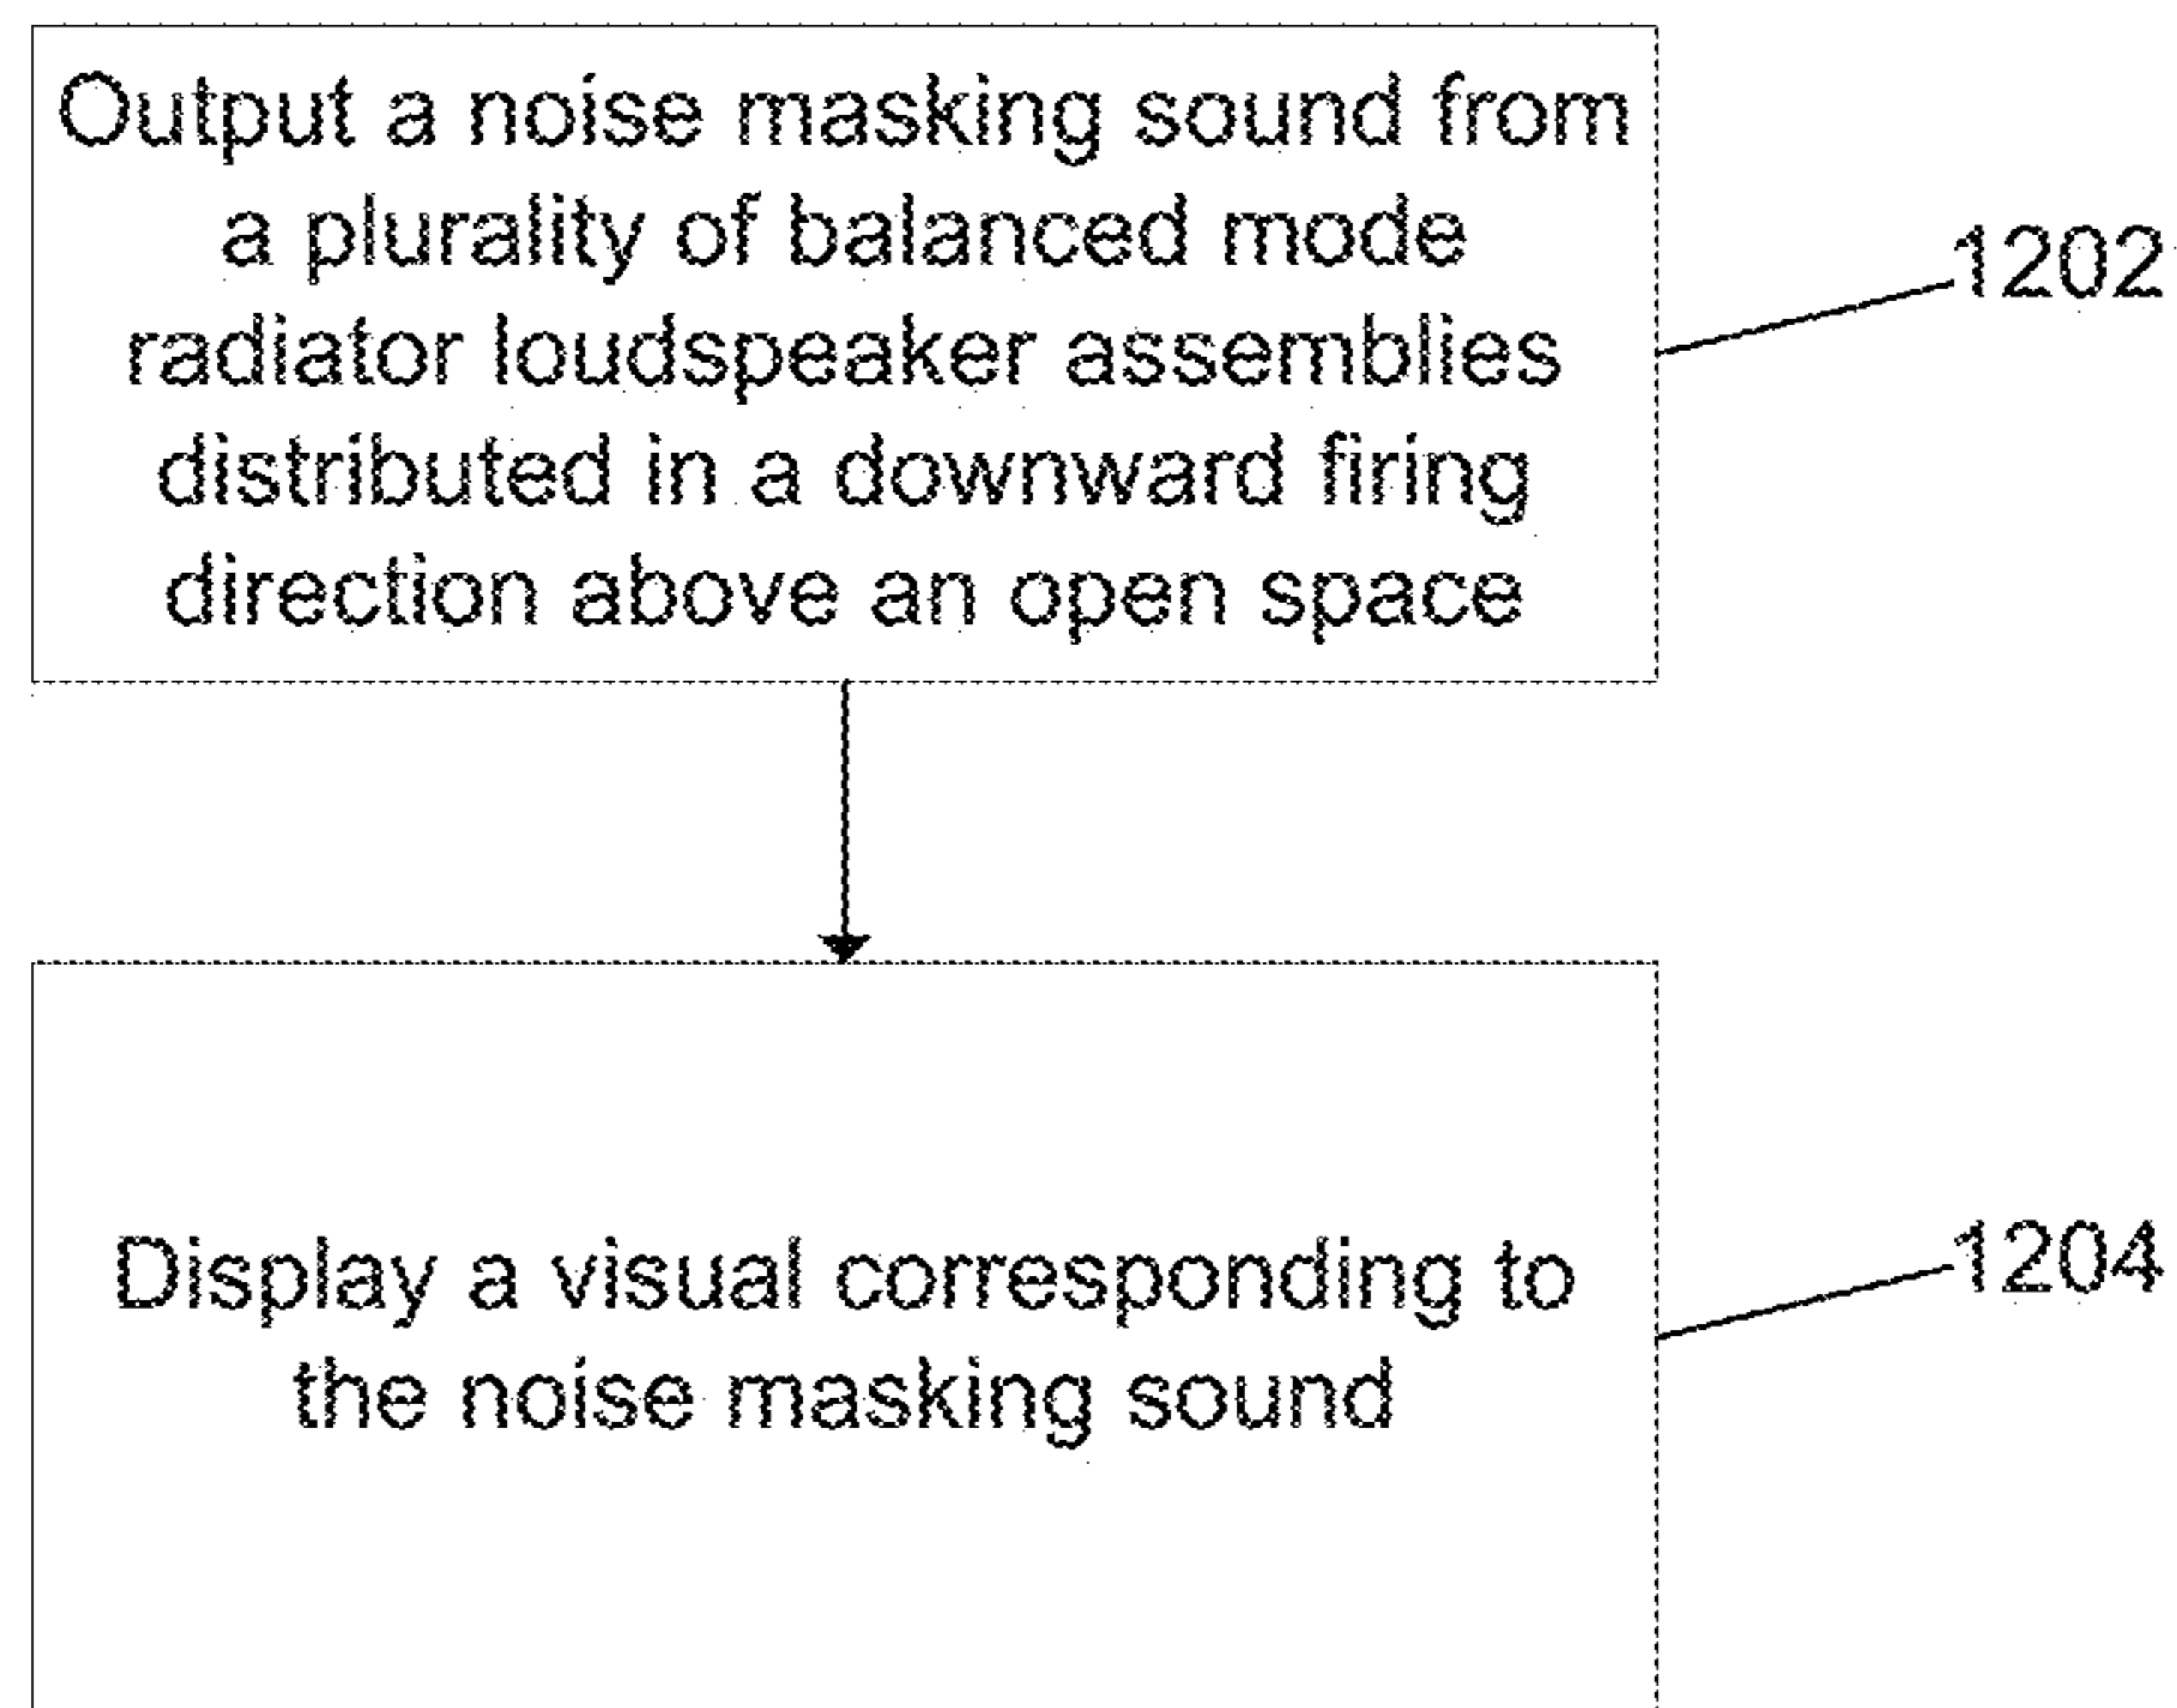 Output a noise masking sound from
a plurality of balanced mode
radiator loudspeaker assemblies
distributed in a downward firing
direction above an open space
1202
Display a visual corresponding to
the noise masking sound
1204